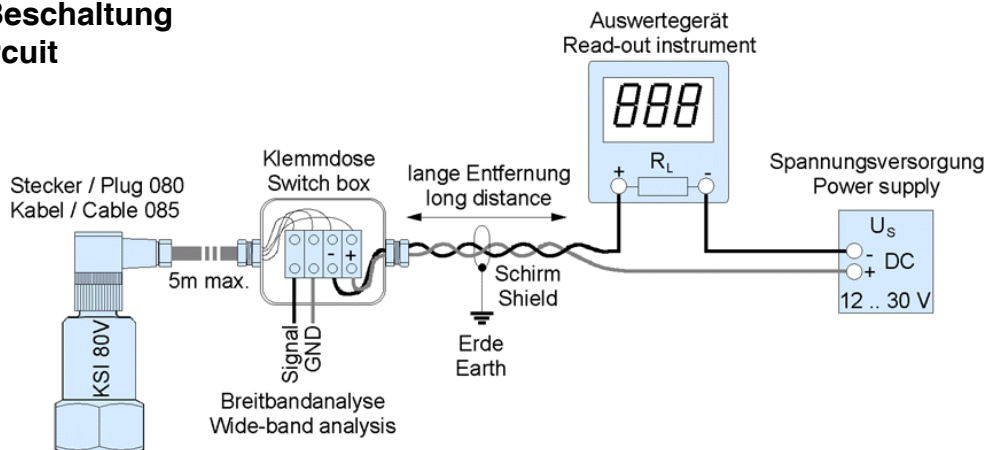 Beschaltung
rcuit
Auswertegerät
Read-out instrument
888
RL
+ -
Klemmdose
Switch box
lange Entfernung
long distance
Spannungsversorgung
Power supply
Stecker / Plug 080
Kabel / Cable 085
5m max.
- +
Schirm
Shield
US
- DC
+
12 .. 30 V
KSI 80V
Signal
GND
Erde
Earth
Breitbandanalyse
Wide-band analysis